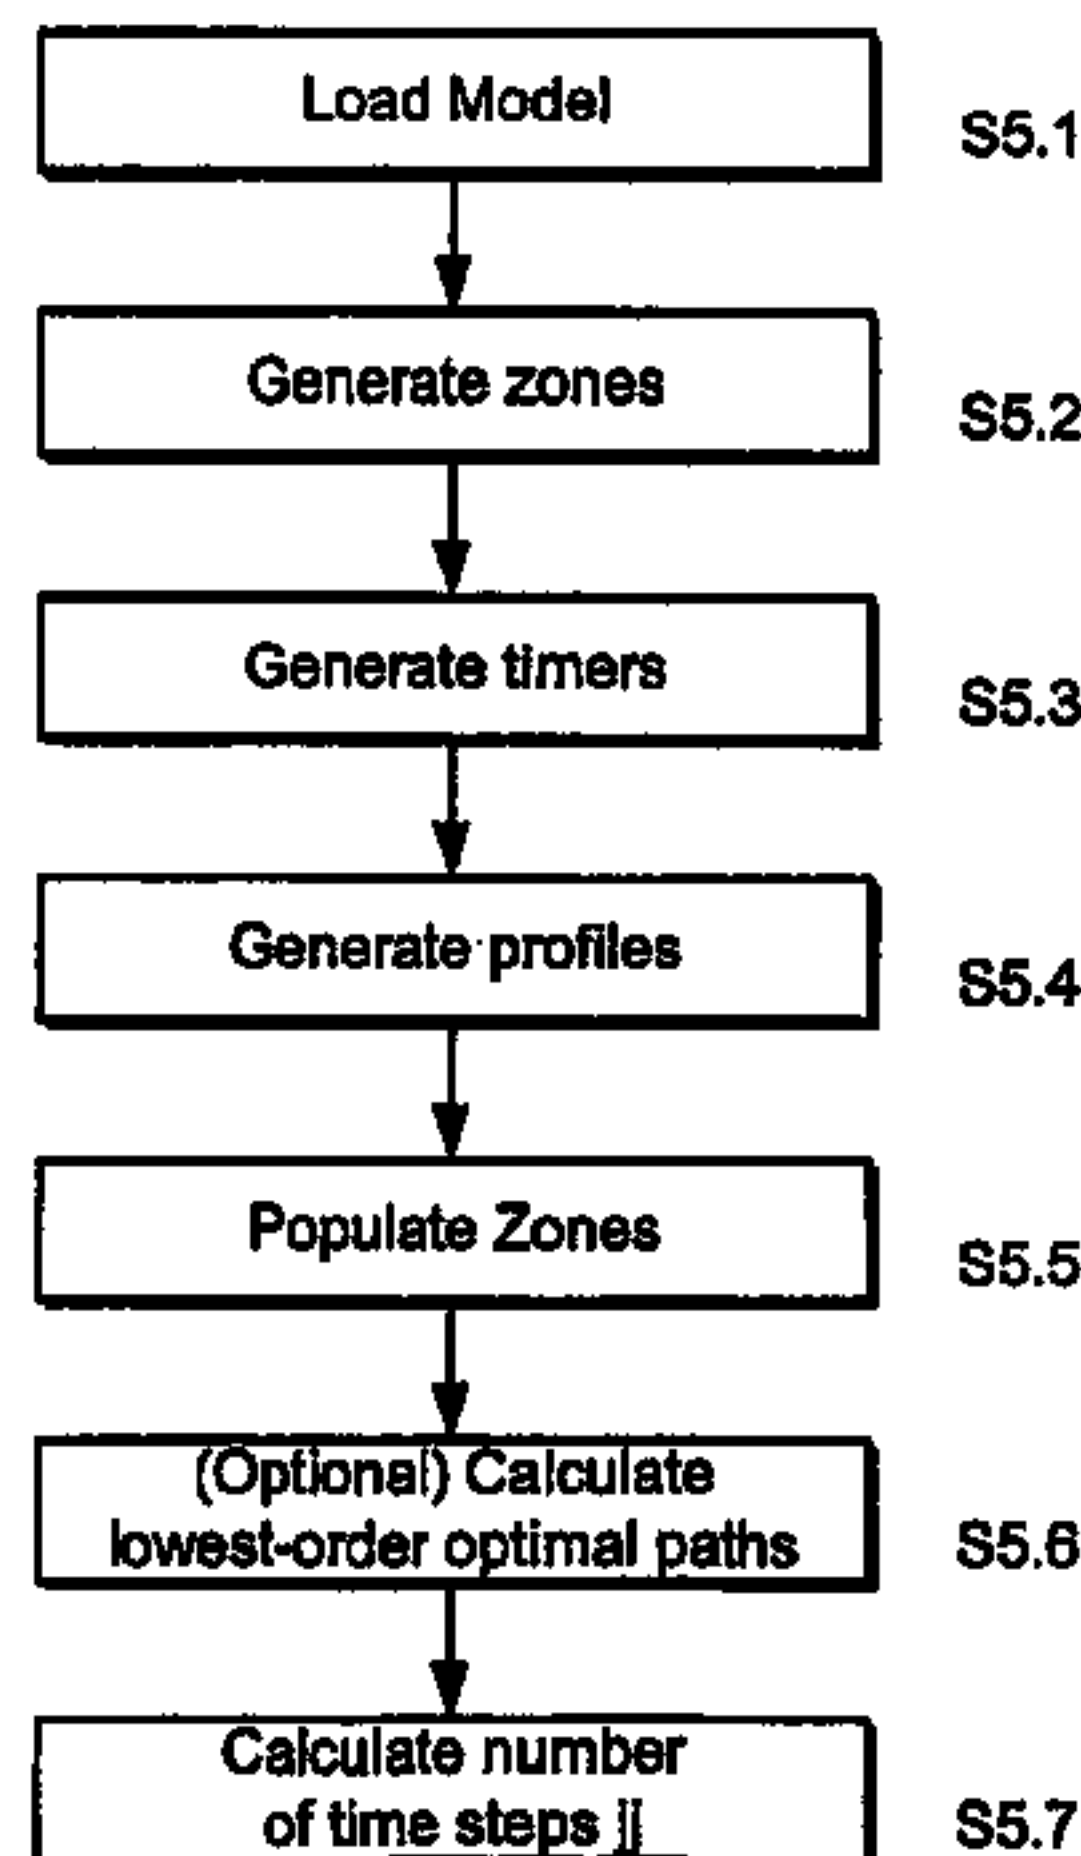 Load Model
S5.1
Generate zones
S5.2
Generate timers
S5.3
Generate profiles
S5.4
Populate Zones
S5.5
(Optional) Calculate
lowest-order optimal paths
S5.6
Calculate number
of time steps
S5.7